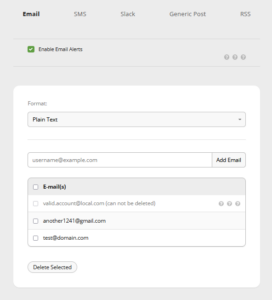 Email SMS Slack Generic Post RSS
Enable Email Alerts
? ? ?
Format:
Plain Text
username@example.com Add Email
E-mail(s)
valid.account@local.com (can not be deleted) ? ? ?
another1241@gmail.com
test@domain.com
Delete Selected